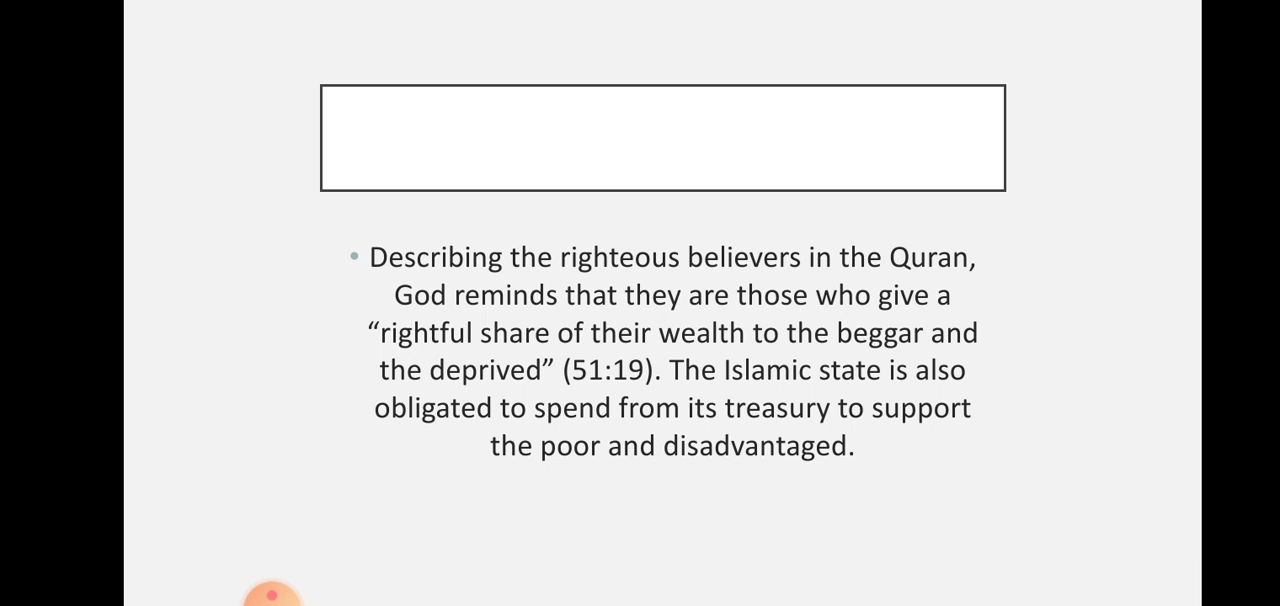 • Describing the righteous believers in the Quran,
God reminds that they are those who give a
“rightful share of their wealth to the beggar and
the deprived” (51:19). The Islamic state is also
obligated to spend from its treasury to support
the poor and disadvantaged.